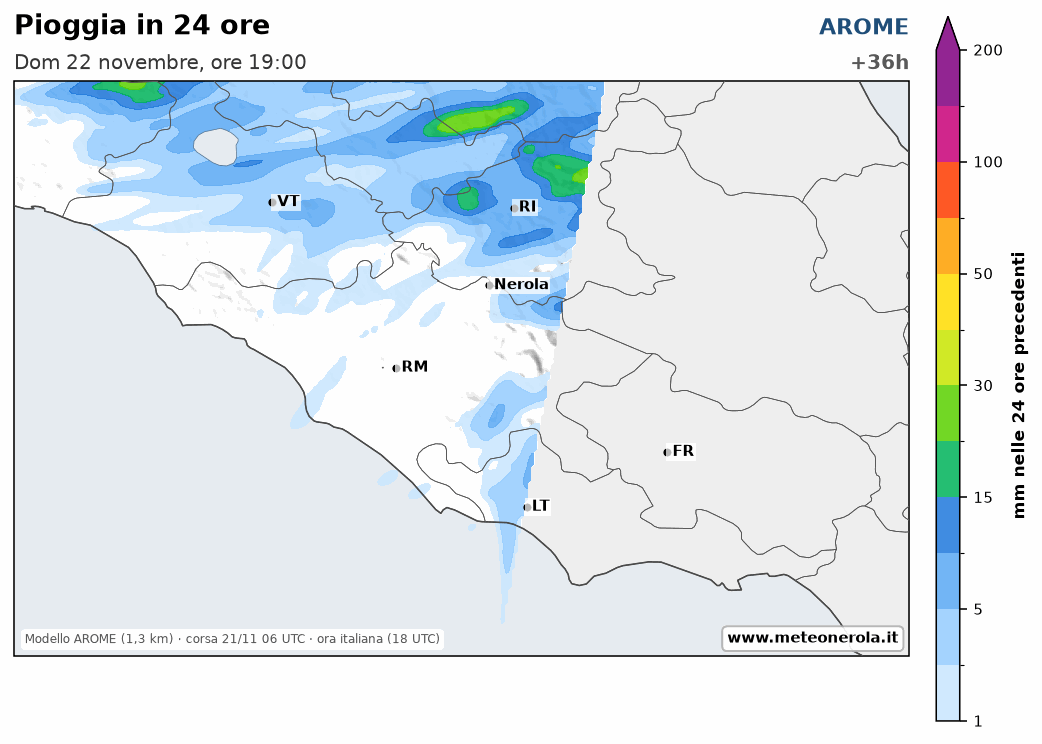 Pioggia in 24 ore
AROME
Dom 22 novembre, ore 19:00
+36h
VT
RI
Nerola
RM
FR
LT
Modello AROME (1,3 km) · corsa 21/11 06 UTC · ora italiana (18 UTC)
www.meteonerola.it
200
100
50
30
15
5
1
mm nelle 24 ore precedenti